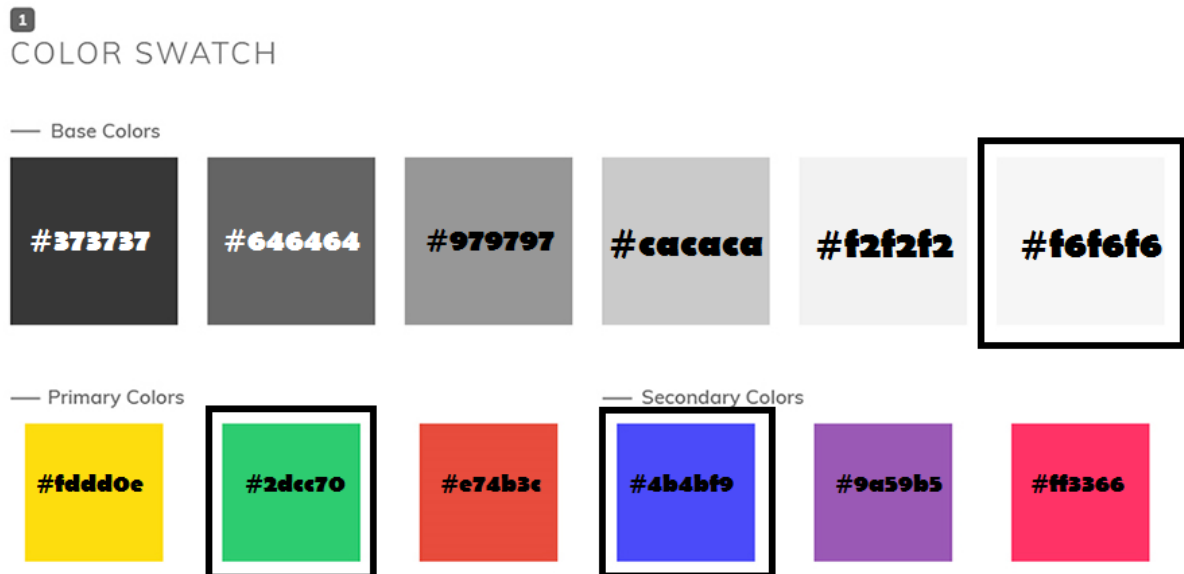 1
COLOR SWATCH
Base Colors
#373737 #646464 #979797 #cacaca #f2f2f2 #f6f6f6
Primary Colors Secondary Colors
#fddd0e #2dcc70 #e74b3c #4b4bf9 #9a59b5 #ff3366